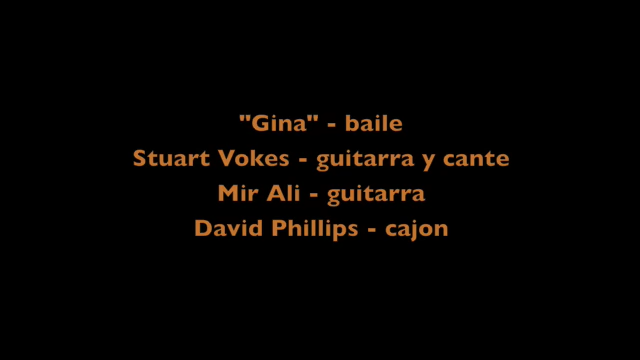 "Gina" - baile
Stuart Vokes - guitarra y cante
Mir Ali - guitarra
David Phillips - cajon